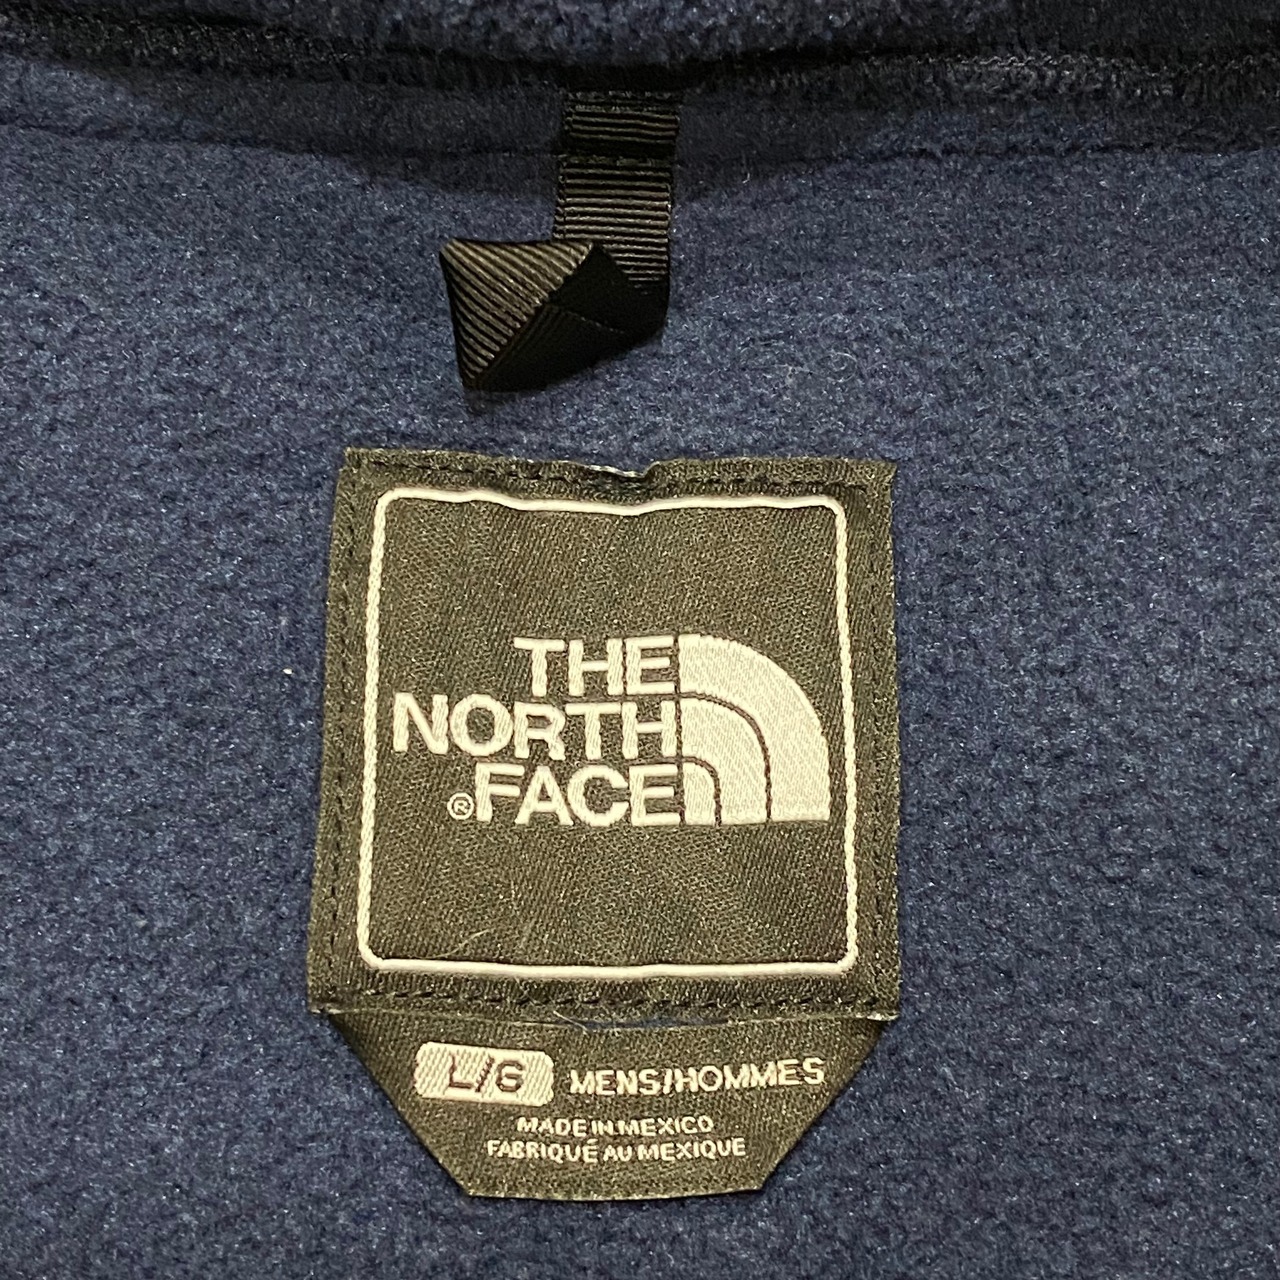 THE
NORTH
®FACE
L/G MENS/HOMMES
MADE IN MEXICO
FABRIQUÉ AU MEXIQUE